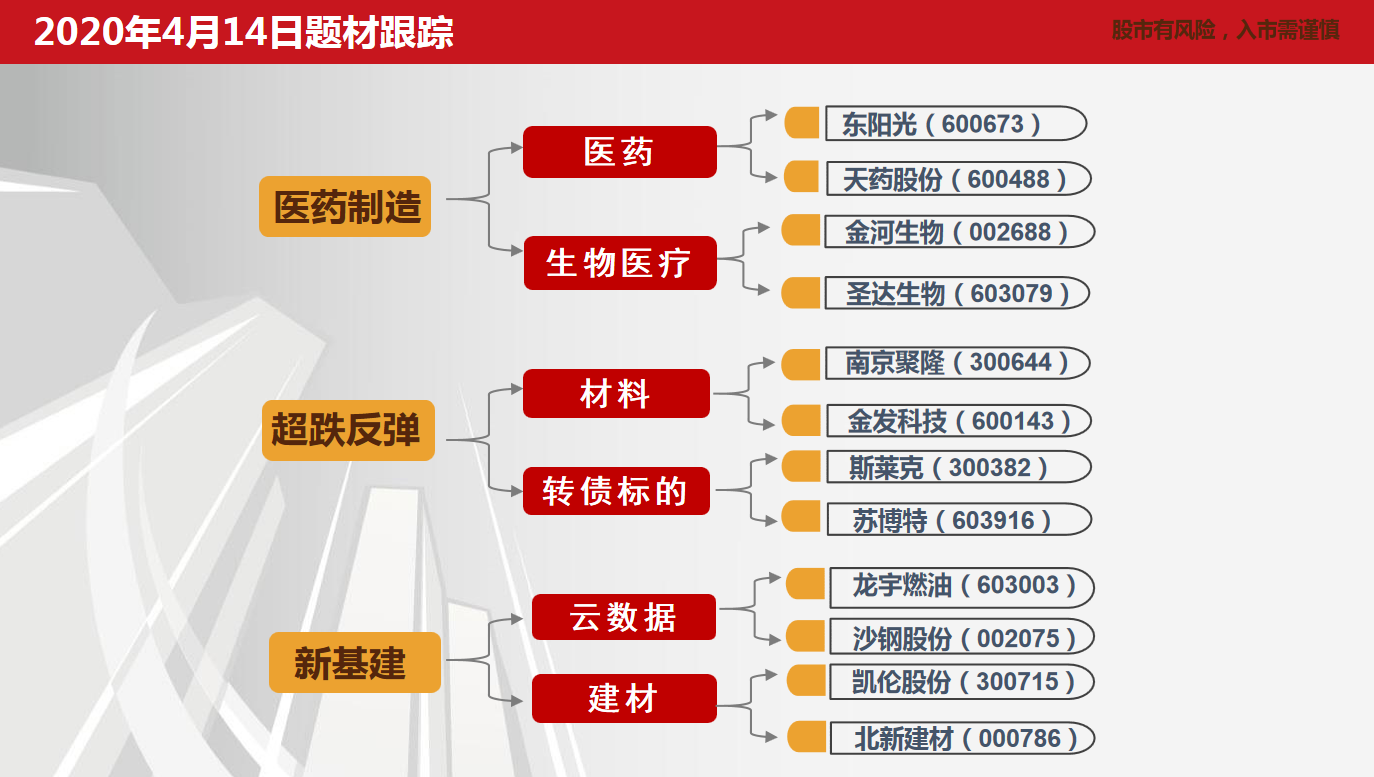 2020年4月14日题材跟踪
股市有风险，入市需谨慎
医药制造
医药
东阳光（600673）
天药股份（600488）
生物医疗
金河生物（002688）
圣达生物（603079）
超跌反弹
材料
南京聚隆（300644）
金发科技（600143）
转债标的
斯莱克（300382）
苏博特（603916）
新基建
云数据
龙宇燃油（603003）
沙钢股份（002075）
建材
凯伦股份（300715）
北新建材（000786）